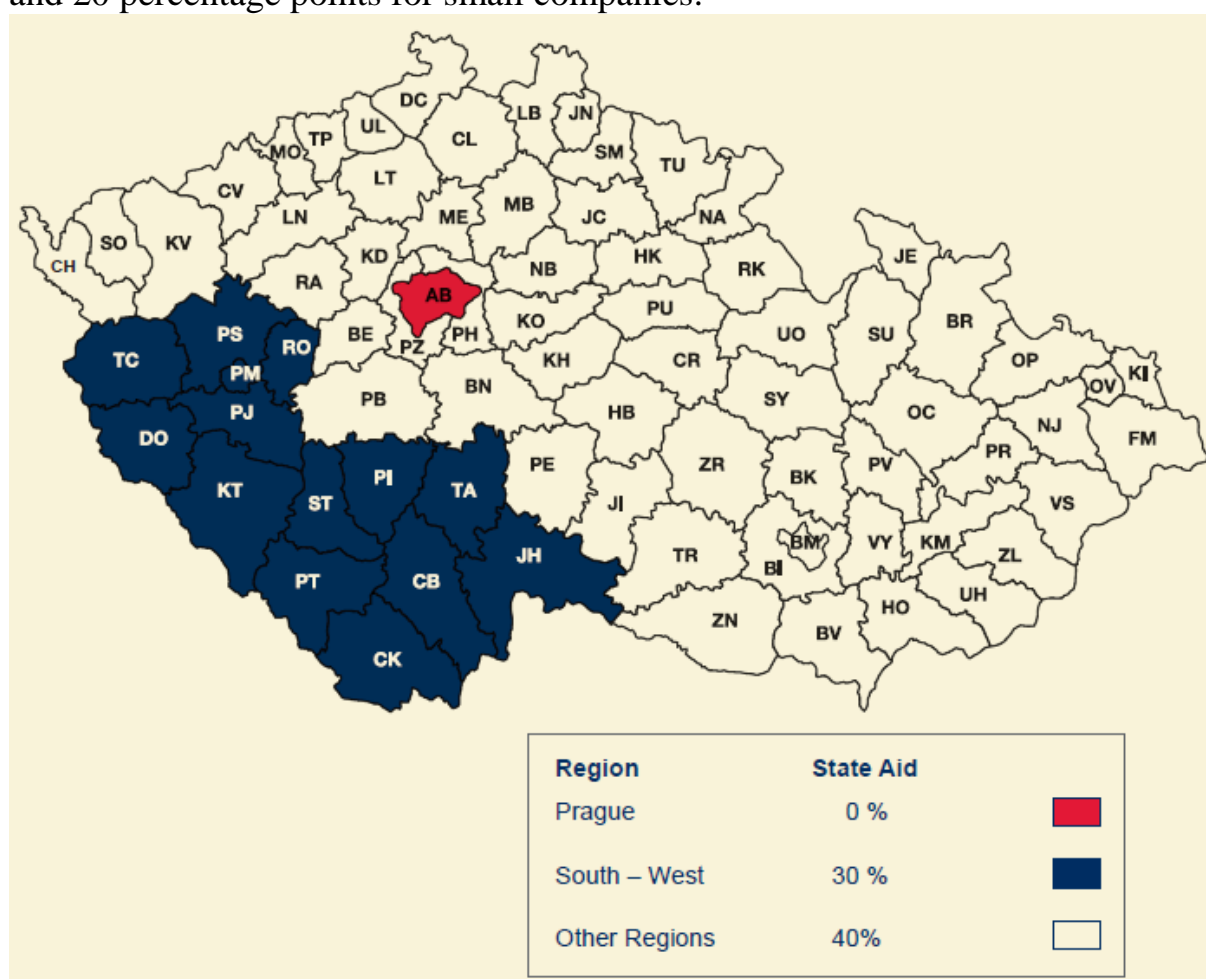 and 20 percentage points for small companies.
DC
LB
JN
UL
TP
CL
MO
SM
TU
CV
LT
MB
ME
JC
NA
LN
SO
KV
CH
KD
NB
HK
RK
JE
RA
AB
PU
BR
BE
PZ
PH
KO
UO
SU
PS
RO
TC
PM
KH
CR
OP
KI
OV
PB
BN
HB
SY
OC
NJ
FM
PJ
DO
KT
ST
PI
TA
PE
JI
ZR
BK
PV
PR
VS
JH
TR
BI
BM
VY
KM
ZL
PT
CB
ZN
BV
HO
UH
CK
Region State Aid
Prague 0 %
South – West 30 %
Other Regions 40%